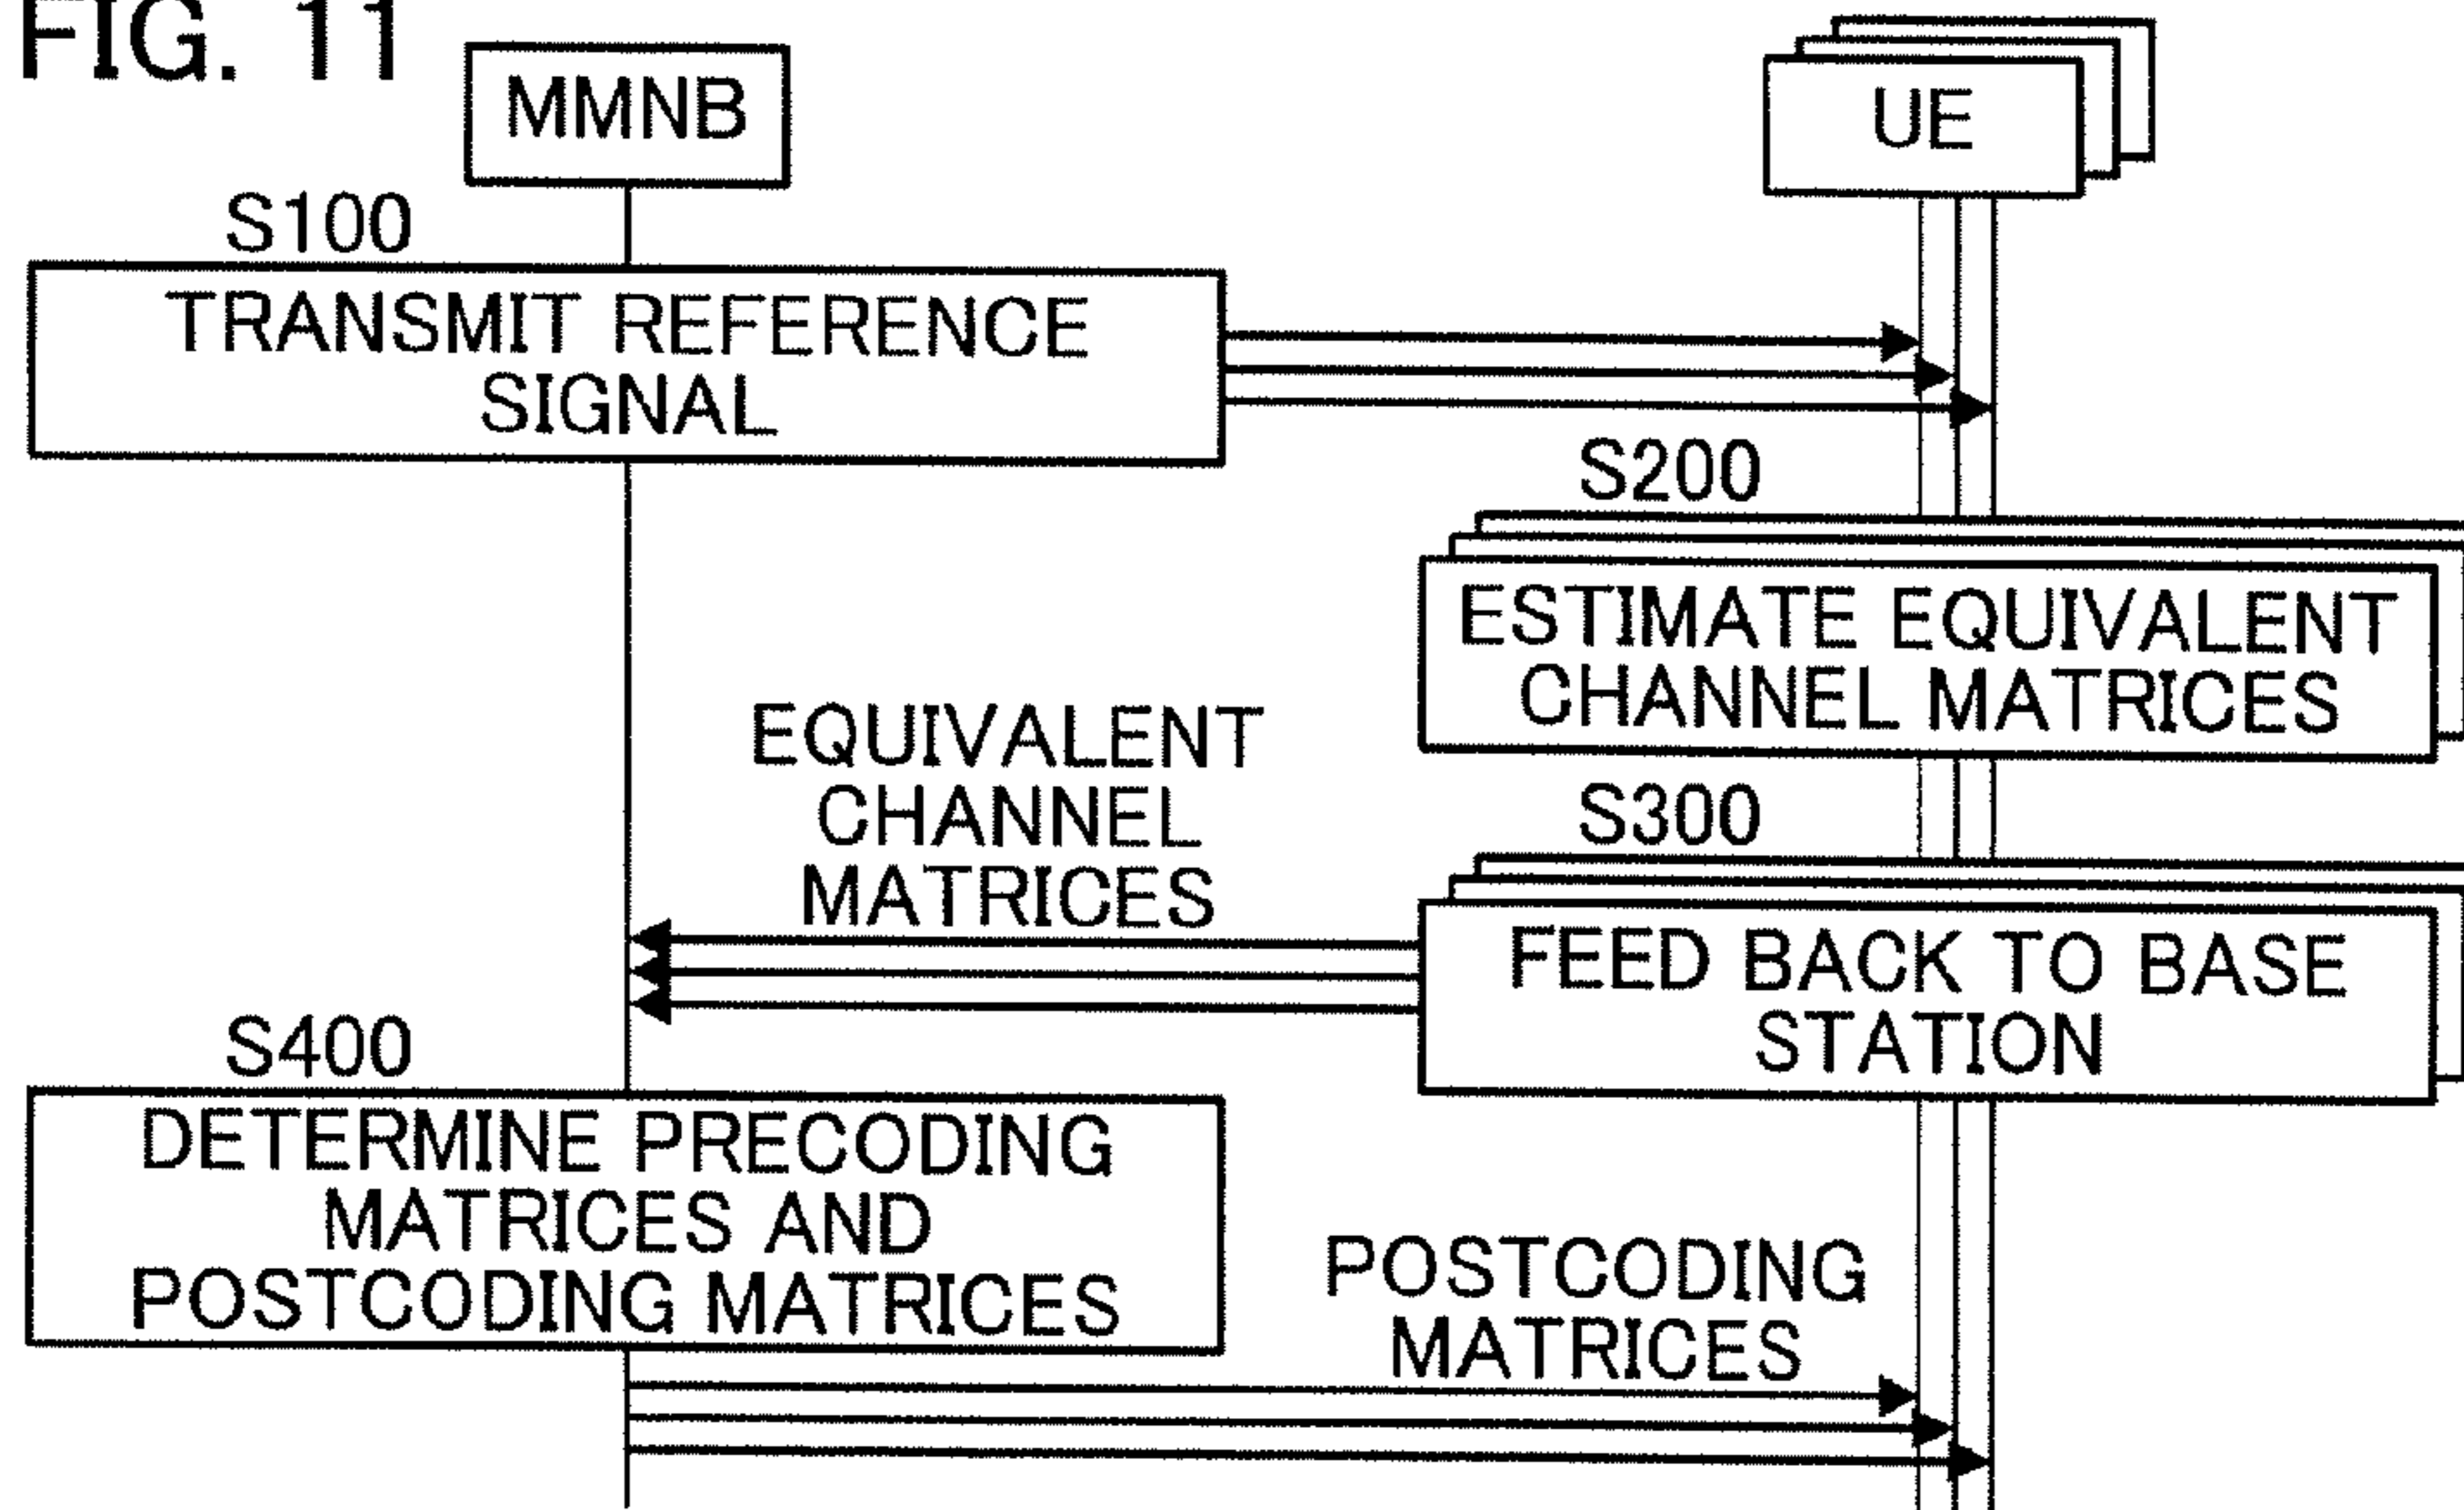 FIG. 11
MMNB
UE
S100
TRANSMIT REFERENCE
SIGNAL
S200
ESTIMATE EQUIVALENT
CHANNEL MATRICES
EQUIVALENT
CHANNEL
MATRICES
S300
FEED BACK TO BASE
STATION
S400
DETERMINE PRECODING
MATRICES AND
POSTCODING MATRICES
POSTCODING
MATRICES